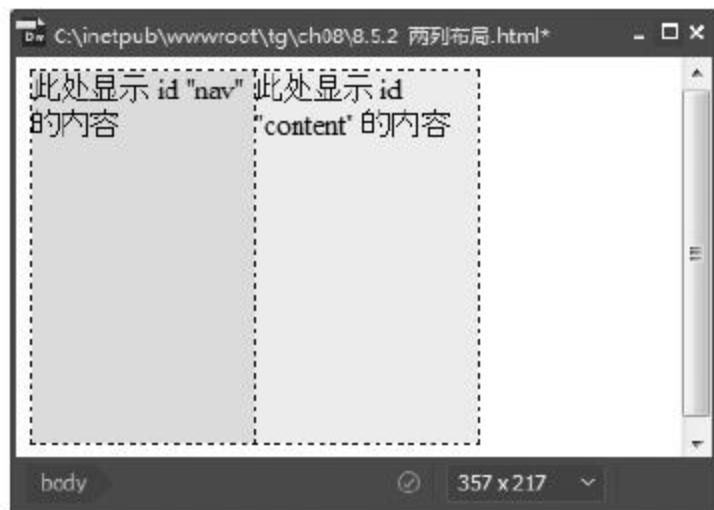 Dw C:\inetpub\wwwroot\tg\ch08\8.5.2 两列布局.html*
此处显示 id "nav"
的内容
此处显示 id
"content" 的内容
body
357 x 217